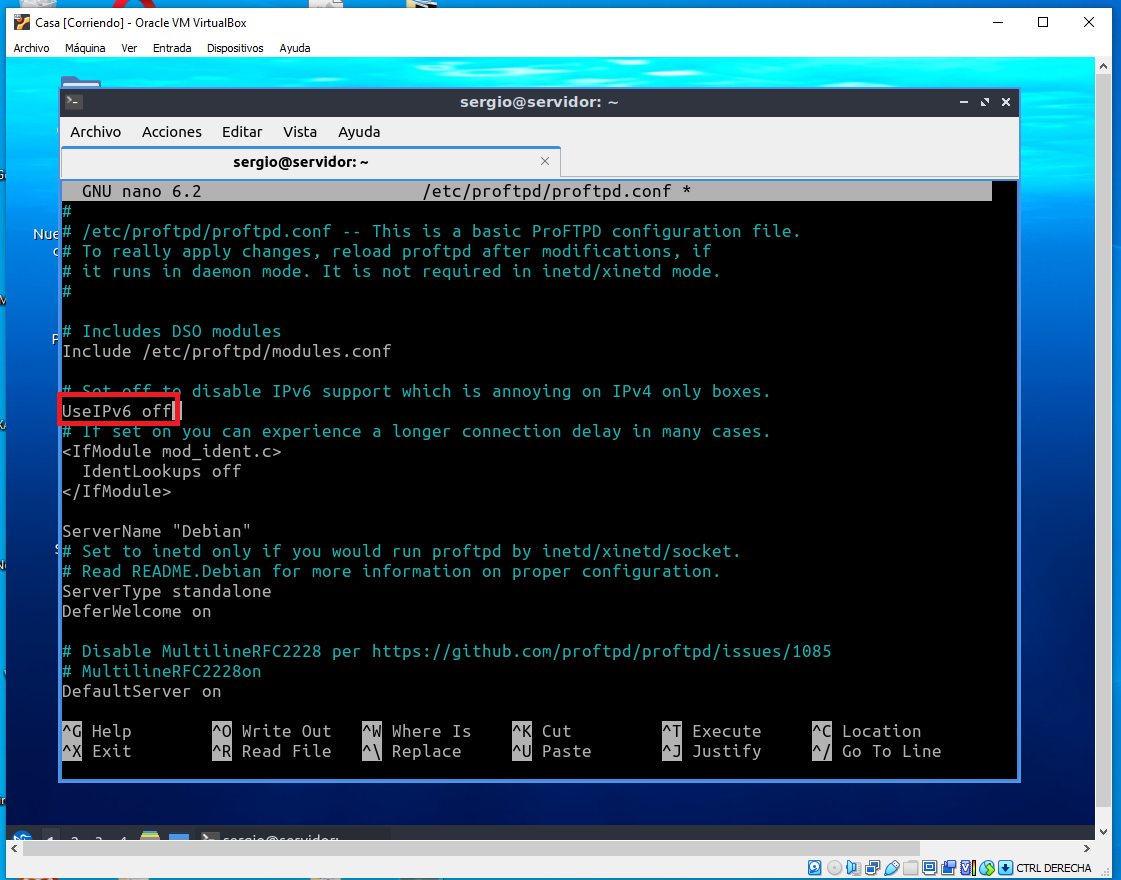 Casa [Corriendo] - Oracle VM VirtualBox
Archivo Máquina Ver Entrada Dispositivos Ayuda
sergio@servidor: ~
Archivo Acciones Editar Vista Ayuda
sergio@servidor: ~
GNU nano 6.2 /etc/proftpd/proftpd.conf *
#
# /etc/proftpd/proftpd.conf -- This is a basic ProFTPD configuration file.
# To really apply changes, reload proftpd after modifications, if
# it runs in daemon mode. It is not required in inetd/xinetd mode.
#
# Includes DSO modules
Include /etc/proftpd/modules.conf
# Set off to disable IPv6 support which is annoying on IPv4 only boxes.
UseIPv6 off
# If set on you can experience a longer connection delay in many cases.
<IfModule mod_ident.c>
  IdentLookups off
</IfModule>
ServerName "Debian"
# Set to inetd only if you would run proftpd by inetd/xinetd/socket.
# Read README.Debian for more information on proper configuration.
ServerType standalone
DeferWelcome on
# Disable MultilineRFC2228 per https://github.com/proftpd/proftpd/issues/1085
# MultilineRFC2228on
DefaultServer on
^G Help ^O Write Out ^W Where Is ^K Cut ^T Execute ^C Location
^X Exit ^R Read File ^\ Replace ^U Paste ^J Justify ^/ Go To Line
sergio@servidor:
CTRL DERECHA